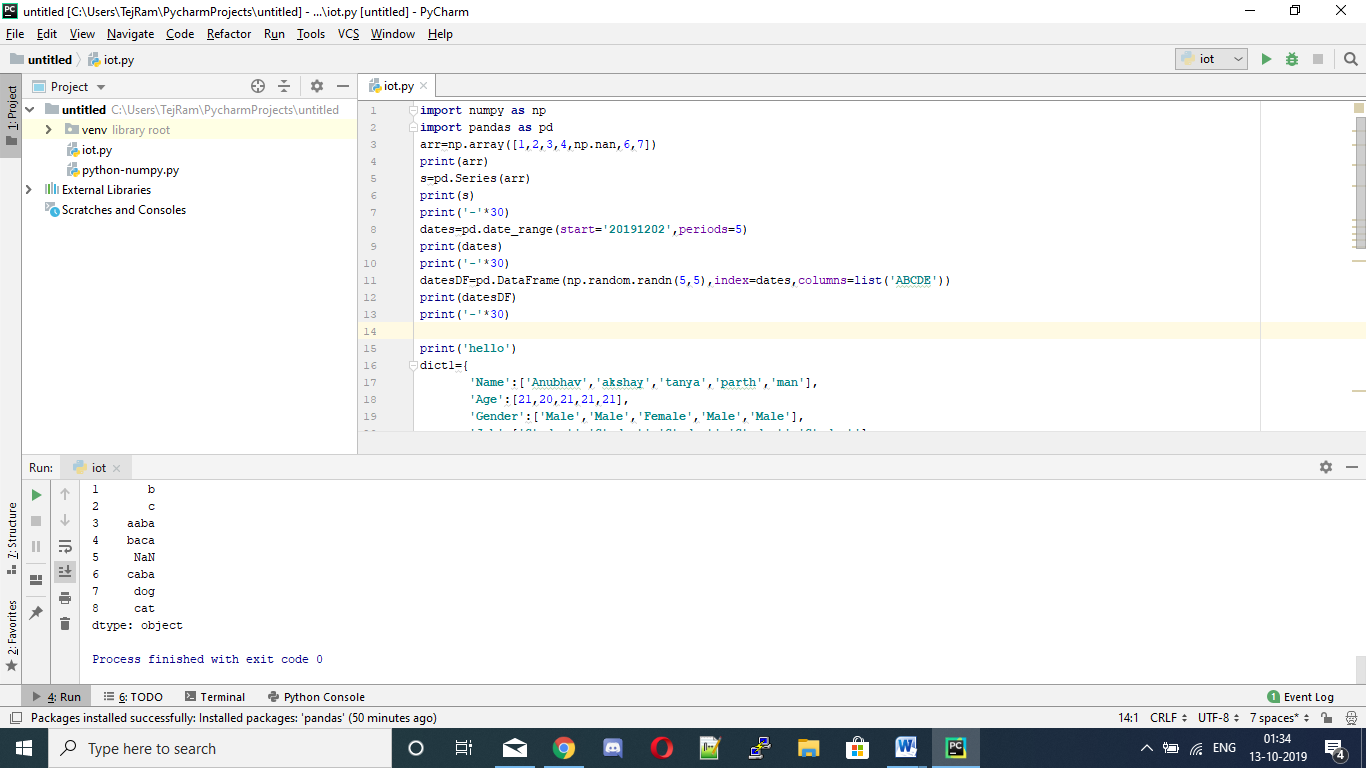 untitled [C:\Users\TejRam\PycharmProjects\untitled] - ...\iot.py [untitled] - PyCharm
File Edit View Navigate Code Refactor Run Tools VCS Window Help
untitled iot.py iot
1: Project
Project
iot.py
untitled C:\Users\TejRam\PycharmProjects\untitled
venv library root
iot.py
python-numpy.py
External Libraries
Scratches and Consoles
1 import numpy as np
2 import pandas as pd
3 arr=np.array([1,2,3,4,np.nan,6,7])
4 print(arr)
5 s=pd.Series(arr)
6 print(s)
7 print('-'*30)
8 dates=pd.date_range(start='20191202',periods=5)
9 print(dates)
10 print('-'*30)
11 datesDF=pd.DataFrame(np.random.randn(5,5),index=dates,columns=list('ABCDE'))
12 print(datesDF)
13 print('-'*30)
14
15 print('hello')
16 dict1={
17 'Name':['Anubhav','akshay','tanya','parth','man'],
18 'Age':[21,20,21,21,21],
19 'Gender':['Male','Male','Female','Male','Male'],
Run: iot
1 b
2 c
3 aaba
4 baca
5 NaN
6 caba
7 dog
8 cat
dtype: object
Process finished with exit code 0
7: Structure
2: Favorites
4: Run 6: TODO Terminal Python Console 1 Event Log
Packages installed successfully: Installed packages: 'pandas' (50 minutes ago) 14:1 CRLF UTF-8 7 spaces*
Type here to search
ENG
01:34
13-10-2019
4